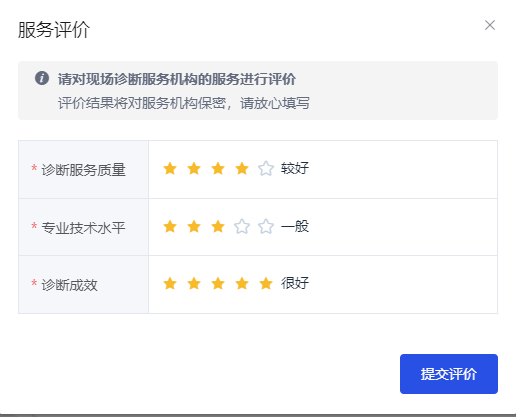 服务评价
请对现场诊断服务机构的服务进行评价
评价结果将对服务机构保密，请放心填写
* 诊断服务质量 较好
* 专业技术水平 一般
* 诊断成效 很好
提交评价